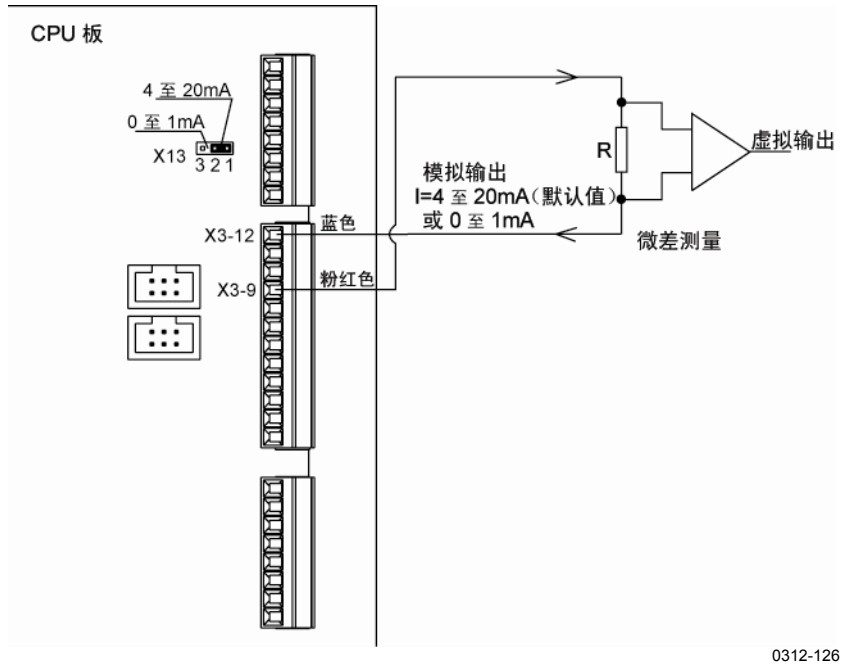 CPU 板
4 至 20mA
0 至 1mA
X13
3 2 1
模拟输出
I=4 至 20mA(默认值)
或 0 至 1mA
R
虚拟输出
微差测量
X3-12
蓝色
X3-9
粉红色
0312-126